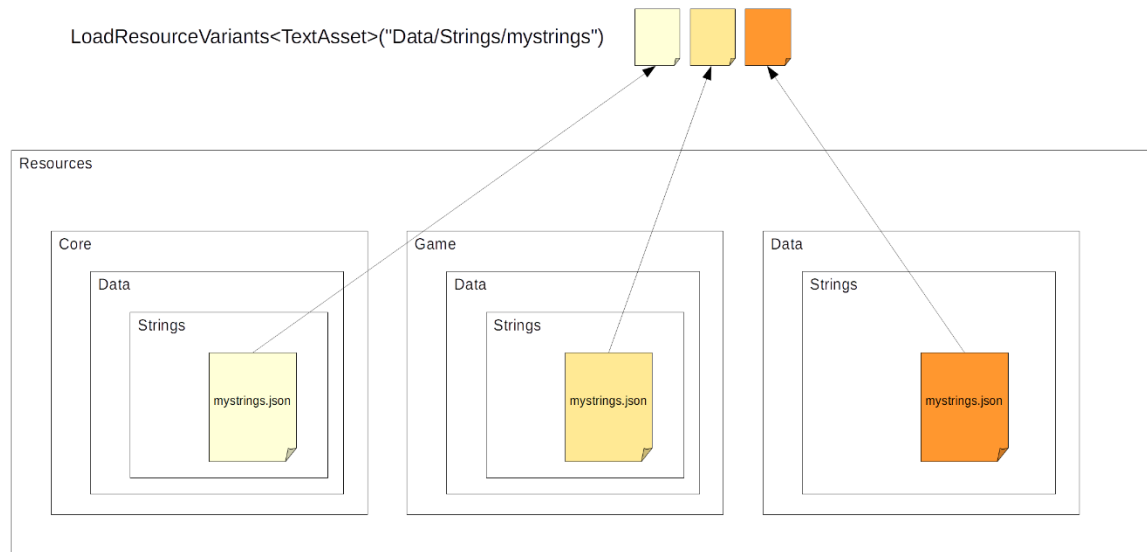 LoadResourceVariants<TextAsset>("Data/Strings/mystrings")
Resources
Core
Data
Strings
mystrings.json
Game
Data
Strings
mystrings.json
Data
Strings
mystrings.json